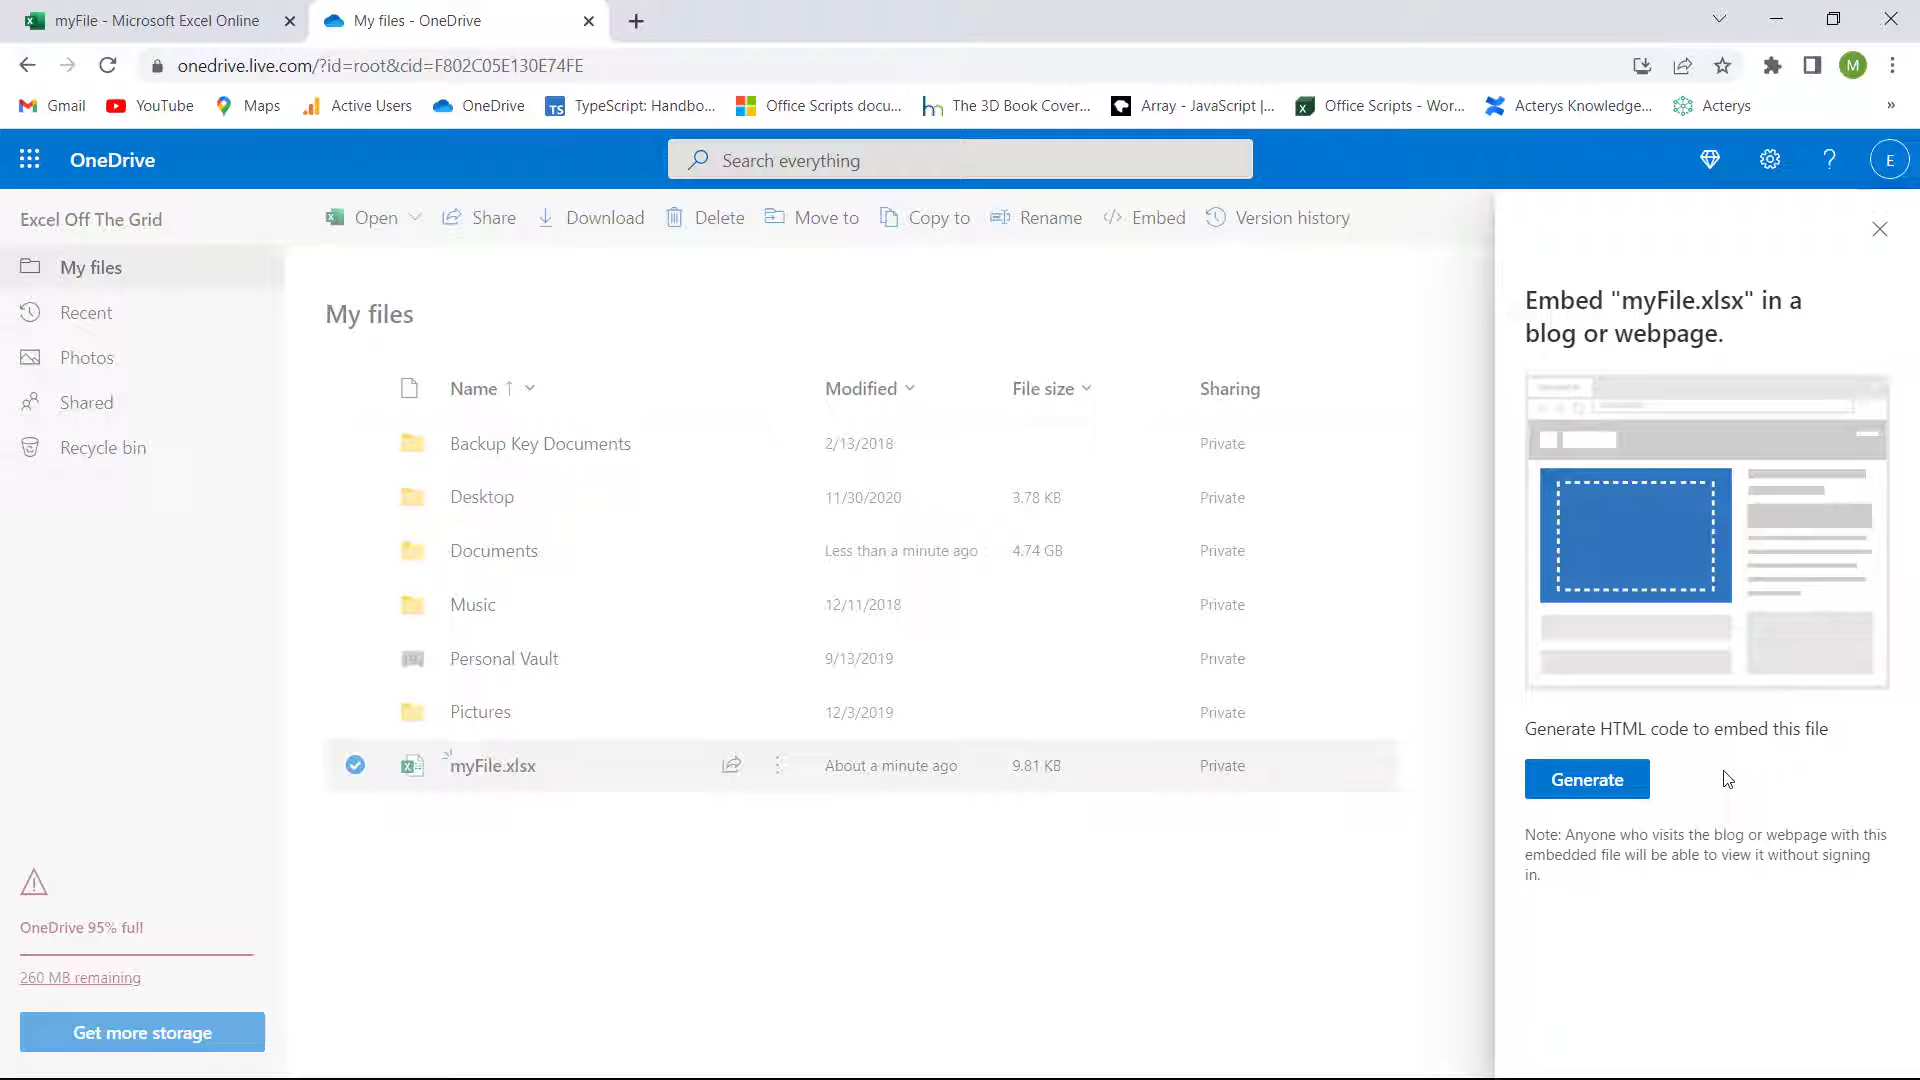 myFile - Microsoft Excel Online
My files - OneDrive
onedrive.live.com/?id=root&cid=F802C05E130E74FE
M
Gmail
YouTube
Maps
Active Users
OneDrive
TypeScript: Handbo...
Office Scripts docu...
The 3D Book Cover...
Array - JavaScript |...
Office Scripts - Wor...
Acterys Knowledge...
Acterys
»
OneDrive
Search everything
?
E
Excel Off The Grid
Open
Share
Download
Delete
Move to
Copy to
Rename
Embed
Version history
My files
Recent
Photos
Shared
Recycle bin
My files
Name ↑
Modified
File size
Sharing
Backup Key Documents 2/13/2018 Private
Desktop 11/30/2020 3.78 KB Private
Documents Less than a minute ago 4.74 GB Private
Music 12/11/2018 Private
Personal Vault 9/13/2019 Private
Pictures 12/3/2019 Private
myFile.xlsx About a minute ago 9.81 KB Private
OneDrive 95% full
260 MB remaining
Get more storage
Embed "myFile.xlsx" in a
blog or webpage.
Generate HTML code to embed this file
Generate
Note: Anyone who visits the blog or webpage with this
embedded file will be able to view it without signing
in.